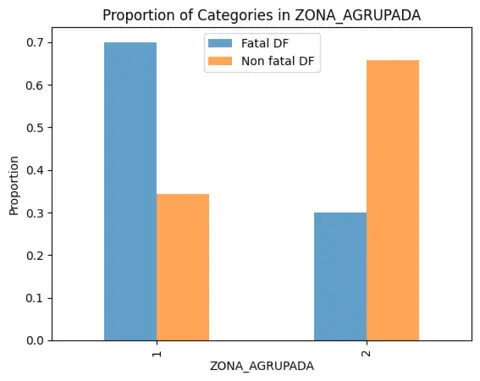 Proportion of Categories in ZONA_AGRUPADA
Fatal DF
Non fatal DF
Proportion
0.7
0.6
0.5
0.4
0.3
0.2
0.1
0.0
1
2
ZONA_AGRUPADA